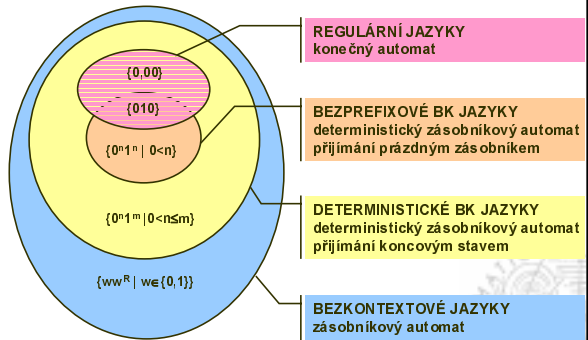 {0,00}
{010}
{0ⁿ1ⁿ | 0<n}
{0ⁿ1ᵐ |0<n≤m}
{wwᴿ | w∈{0,1}}
REGULÁRNÍ JAZYKY
konečný automat
BEZPREFIXOVÉ BK JAZYKY
deterministický zásobníkový automat
přijímání prázdným zásobníkem
DETERMINISTICKÉ BK JAZYKY
deterministický zásobníkový automat
přijímání koncovým stavem
BEZKONTEXTOVÉ JAZYKY
zásobníkový automat